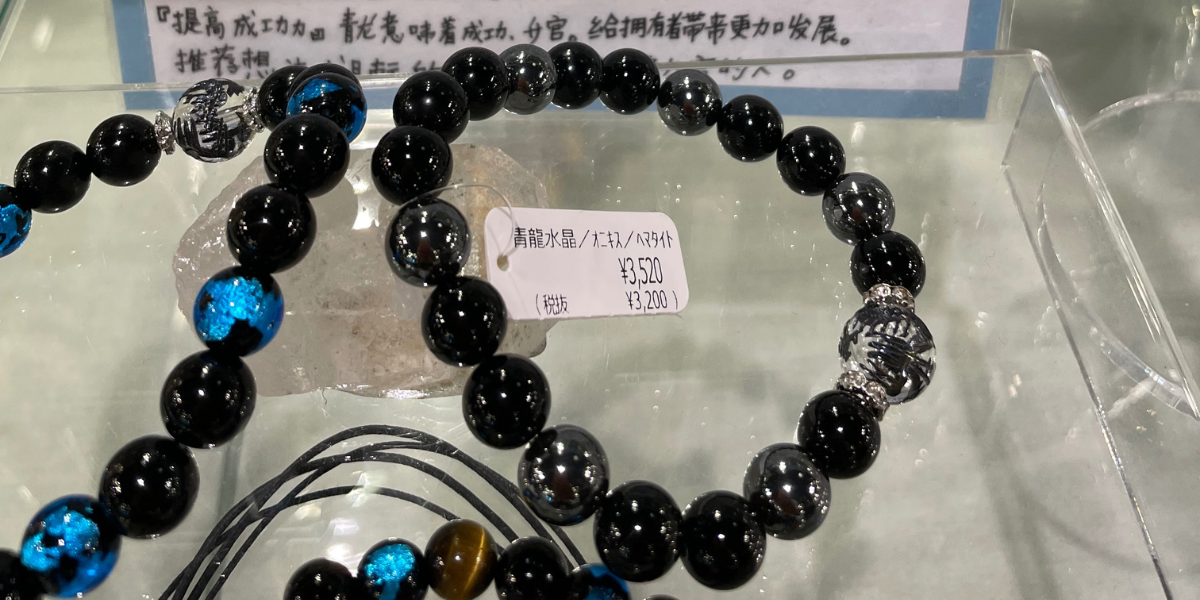 『提高成功力』青龙意味着成功、升官。给拥有者带来更加发展。
推荐想
的人。
青龍水晶／オニキス／ヘマタイト
¥3,520
(税抜 ¥3,200)